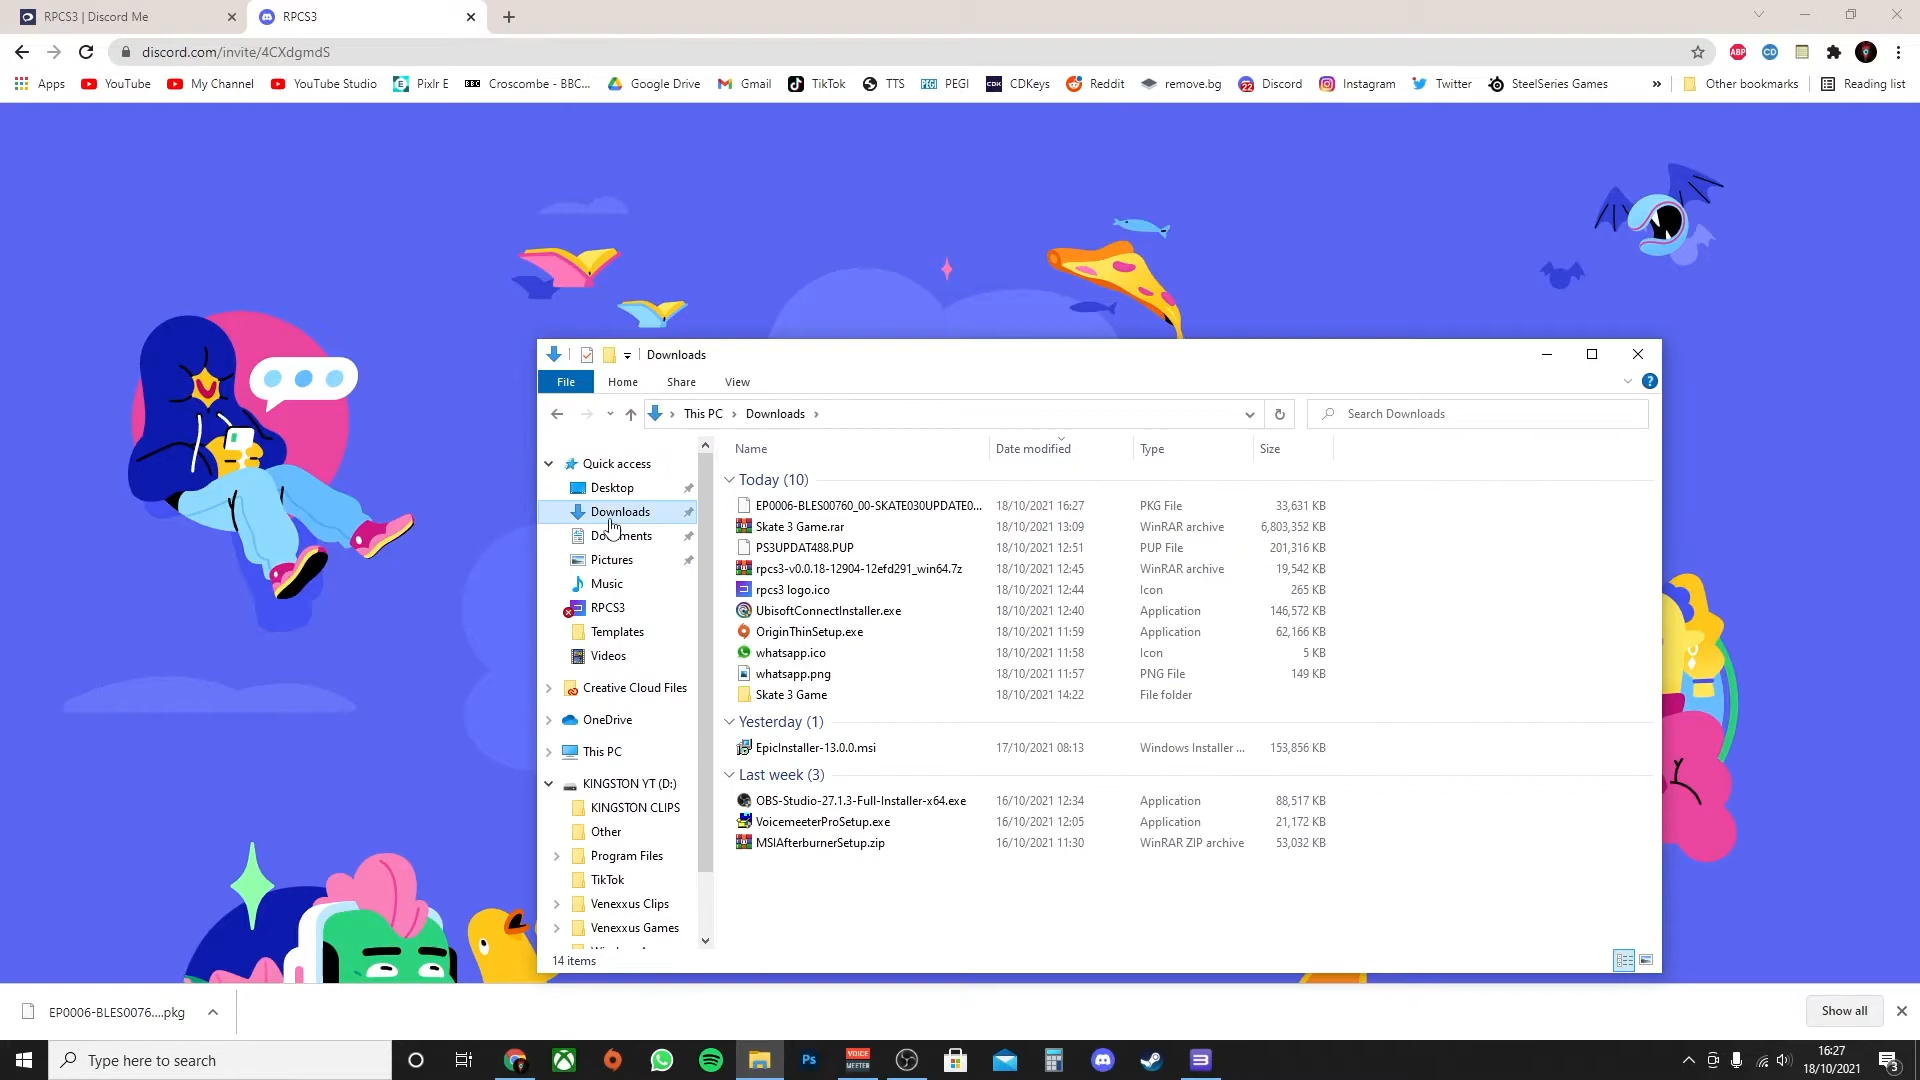 RPCS3 | Discord Me
RPCS3
discord.com/invite/4CXdgmdS
ABP
CD
Apps
YouTube
My Channel
YouTube Studio
Pixlr E
BBC
Croscombe - BBC...
Google Drive
Gmail
TikTok
TTS
PEGI
CDKeys
Reddit
remove.bg
22
Discord
Instagram
Twitter
SteelSeries Games
»
Other bookmarks
Reading list
Downloads
File
Home
Share
View
This PC
Downloads
Search Downloads
Name
Date modified
Type
Size
Quick access
Desktop
Downloads
Documents
Pictures
Music
RPCS3
Templates
Videos
Creative Cloud Files
OneDrive
This PC
KINGSTON YT (D:)
KINGSTON CLIPS
Other
Program Files
TikTok
Venexxus Clips
Venexxus Games
Today (10)
EP0006-BLES00760_00-SKATE030UPDATE0... 18/10/2021 16:27 PKG File 33,631 KB
Skate 3 Game.rar 18/10/2021 13:09 WinRAR archive 6,803,352 KB
PS3UPDAT488.PUP 18/10/2021 12:51 PUP File 201,316 KB
rpcs3-v0.0.18-12904-12efd291_win64.7z 18/10/2021 12:45 WinRAR archive 19,542 KB
rpcs3 logo.ico 18/10/2021 12:44 Icon 265 KB
UbisoftConnectInstaller.exe 18/10/2021 12:40 Application 146,572 KB
OriginThinSetup.exe 18/10/2021 11:59 Application 62,166 KB
whatsapp.ico 18/10/2021 11:58 Icon 5 KB
whatsapp.png 18/10/2021 11:57 PNG File 149 KB
Skate 3 Game 18/10/2021 14:22 File folder
Yesterday (1)
EpicInstaller-13.0.0.msi 17/10/2021 08:13 Windows Installer ... 153,856 KB
Last week (3)
OBS-Studio-27.1.3-Full-Installer-x64.exe 16/10/2021 12:34 Application 88,517 KB
VoicemeeterProSetup.exe 16/10/2021 12:05 Application 21,172 KB
MSIAfterburnerSetup.zip 16/10/2021 11:30 WinRAR ZIP archive 53,032 KB
14 items
EP0006-BLES0076....pkg
Show all
Type here to search
Ps
VOICE
MEETER
16:27
18/10/2021
3